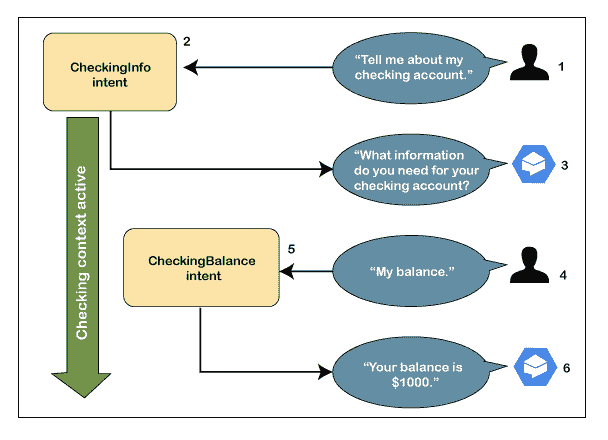 2
CheckingInfo
intent
“Tell me about my
checking account.”
1
“What information
do you need for your
checking account?
3
Checking context active
5
CheckingBalance
intent
“My balance.”
4
“Your balance is
$1000.”
6